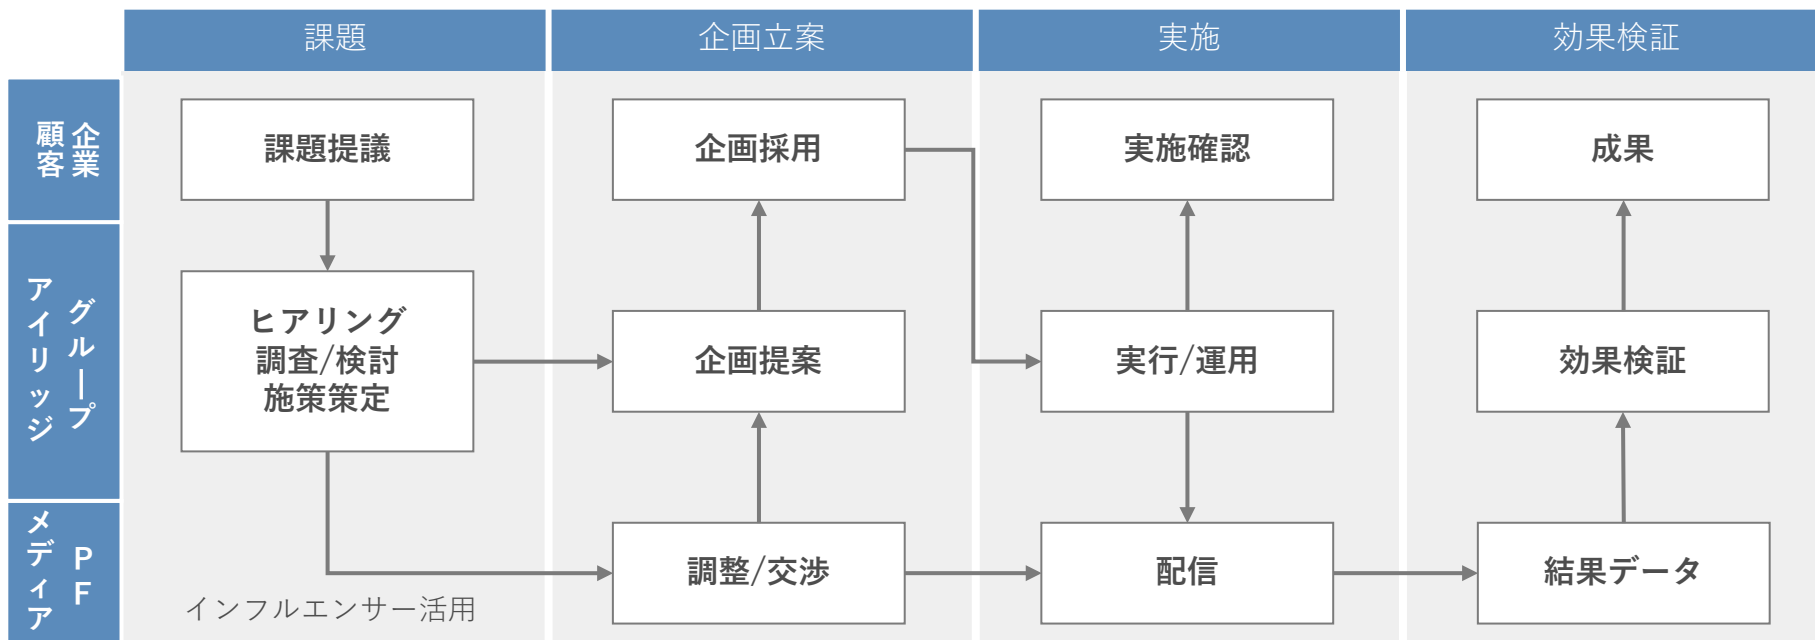 課題
企画立案
実施
効果検証
企業
顧客
課題提議
企画採用
実施確認
成果
グループ
アイリッジ
ヒアリング
調査/検討
施策策定
企画提案
実行/運用
効果検証
PF
メディア
調整/交渉
配信
結果データ
インフルエンサー活用